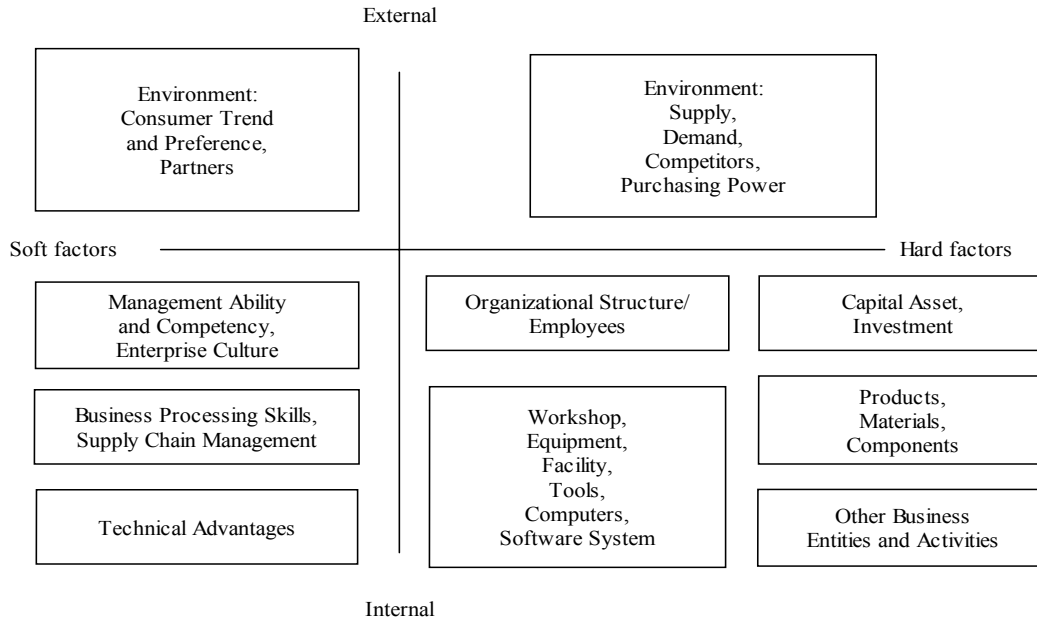 External
Environment:
Consumer Trend
and Preference,
Partners
Environment:
Supply,
Demand,
Competitors,
Purchasing Power
Soft factors
Hard factors
Management Ability
and Competency,
Enterprise Culture
Organizational Structure/
Employees
Capital Asset,
Investment
Business Processing Skills,
Supply Chain Management
Workshop,
Equipment,
Facility,
Tools,
Computers,
Software System
Products,
Materials,
Components
Technical Advantages
Other Business
Entities and Activities
Internal